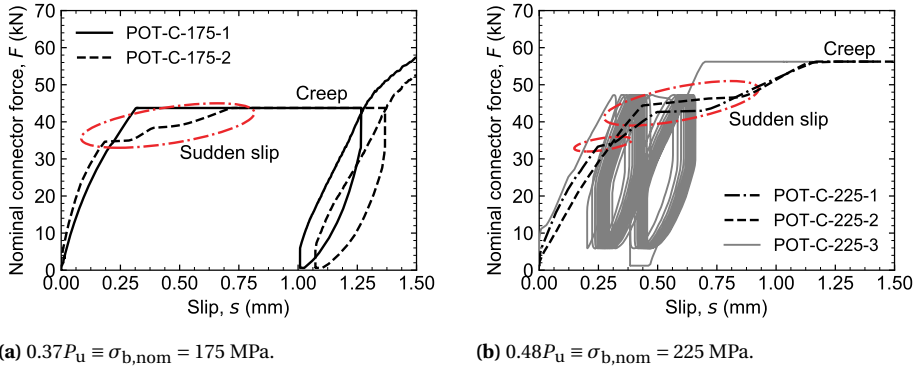 Nominal connector force, F (kN)
70
60
50
40
30
20
10
0
POT-C-175-1
POT-C-175-2
Creep
Sudden slip
0.00 0.25 0.50 0.75 1.00 1.25 1.50
Slip, s (mm)
(a) 0.37Pu ≡ σb,nom = 175 MPa.
Nominal connector force, F (kN)
70
60
50
40
30
20
10
0
Creep
Sudden slip
POT-C-225-1
POT-C-225-2
POT-C-225-3
0.00 0.25 0.50 0.75 1.00 1.25 1.50
Slip, s (mm)
(b) 0.48Pu ≡ σb,nom = 225 MPa.